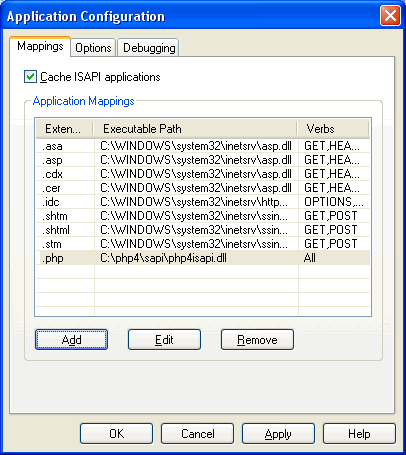 Application Configuration
Mappings Options Debugging
Cache ISAPI applications
Application Mappings
Exten... Executable Path Verbs
.asa C:\WINDOWS\system32\inetsrv\asp.dll GET,HEA...
.asp C:\WINDOWS\system32\inetsrv\asp.dll GET,HEA...
.cdx C:\WINDOWS\system32\inetsrv\asp.dll GET,HEA...
.cer C:\WINDOWS\system32\inetsrv\asp.dll GET,HEA...
.idc C:\WINDOWS\system32\inetsrv\http... OPTIONS,...
.shtm C:\WINDOWS\system32\inetsrv\ssin... GET,POST
.shtml C:\WINDOWS\system32\inetsrv\ssin... GET,POST
.stm C:\WINDOWS\system32\inetsrv\ssin... GET,POST
.php C:\php4\sapi\php4isapi.dll All
Add Edit Remove
OK Cancel Apply Help